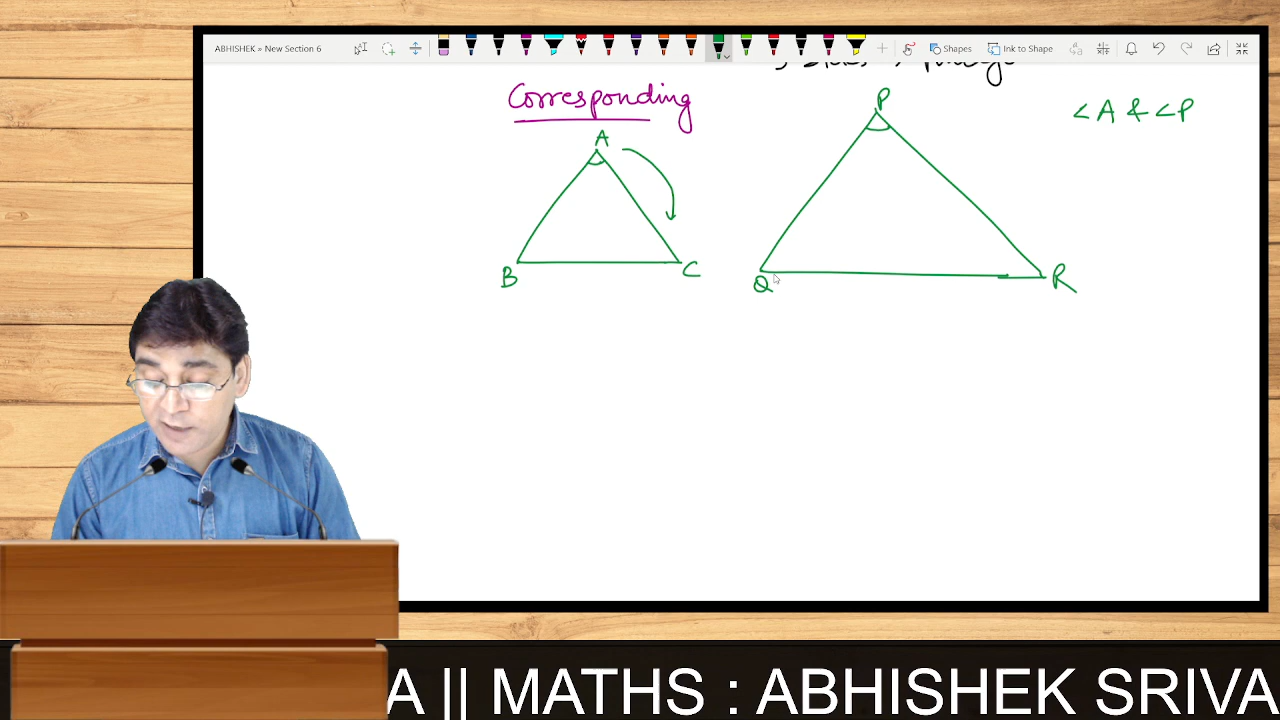 ABHISHEK » New Section 6
Shapes
Ink to Shape
Corresponding
A
B
C
P
Q
R
<A & <P
A || MATHS : ABHISHEK SRIVA